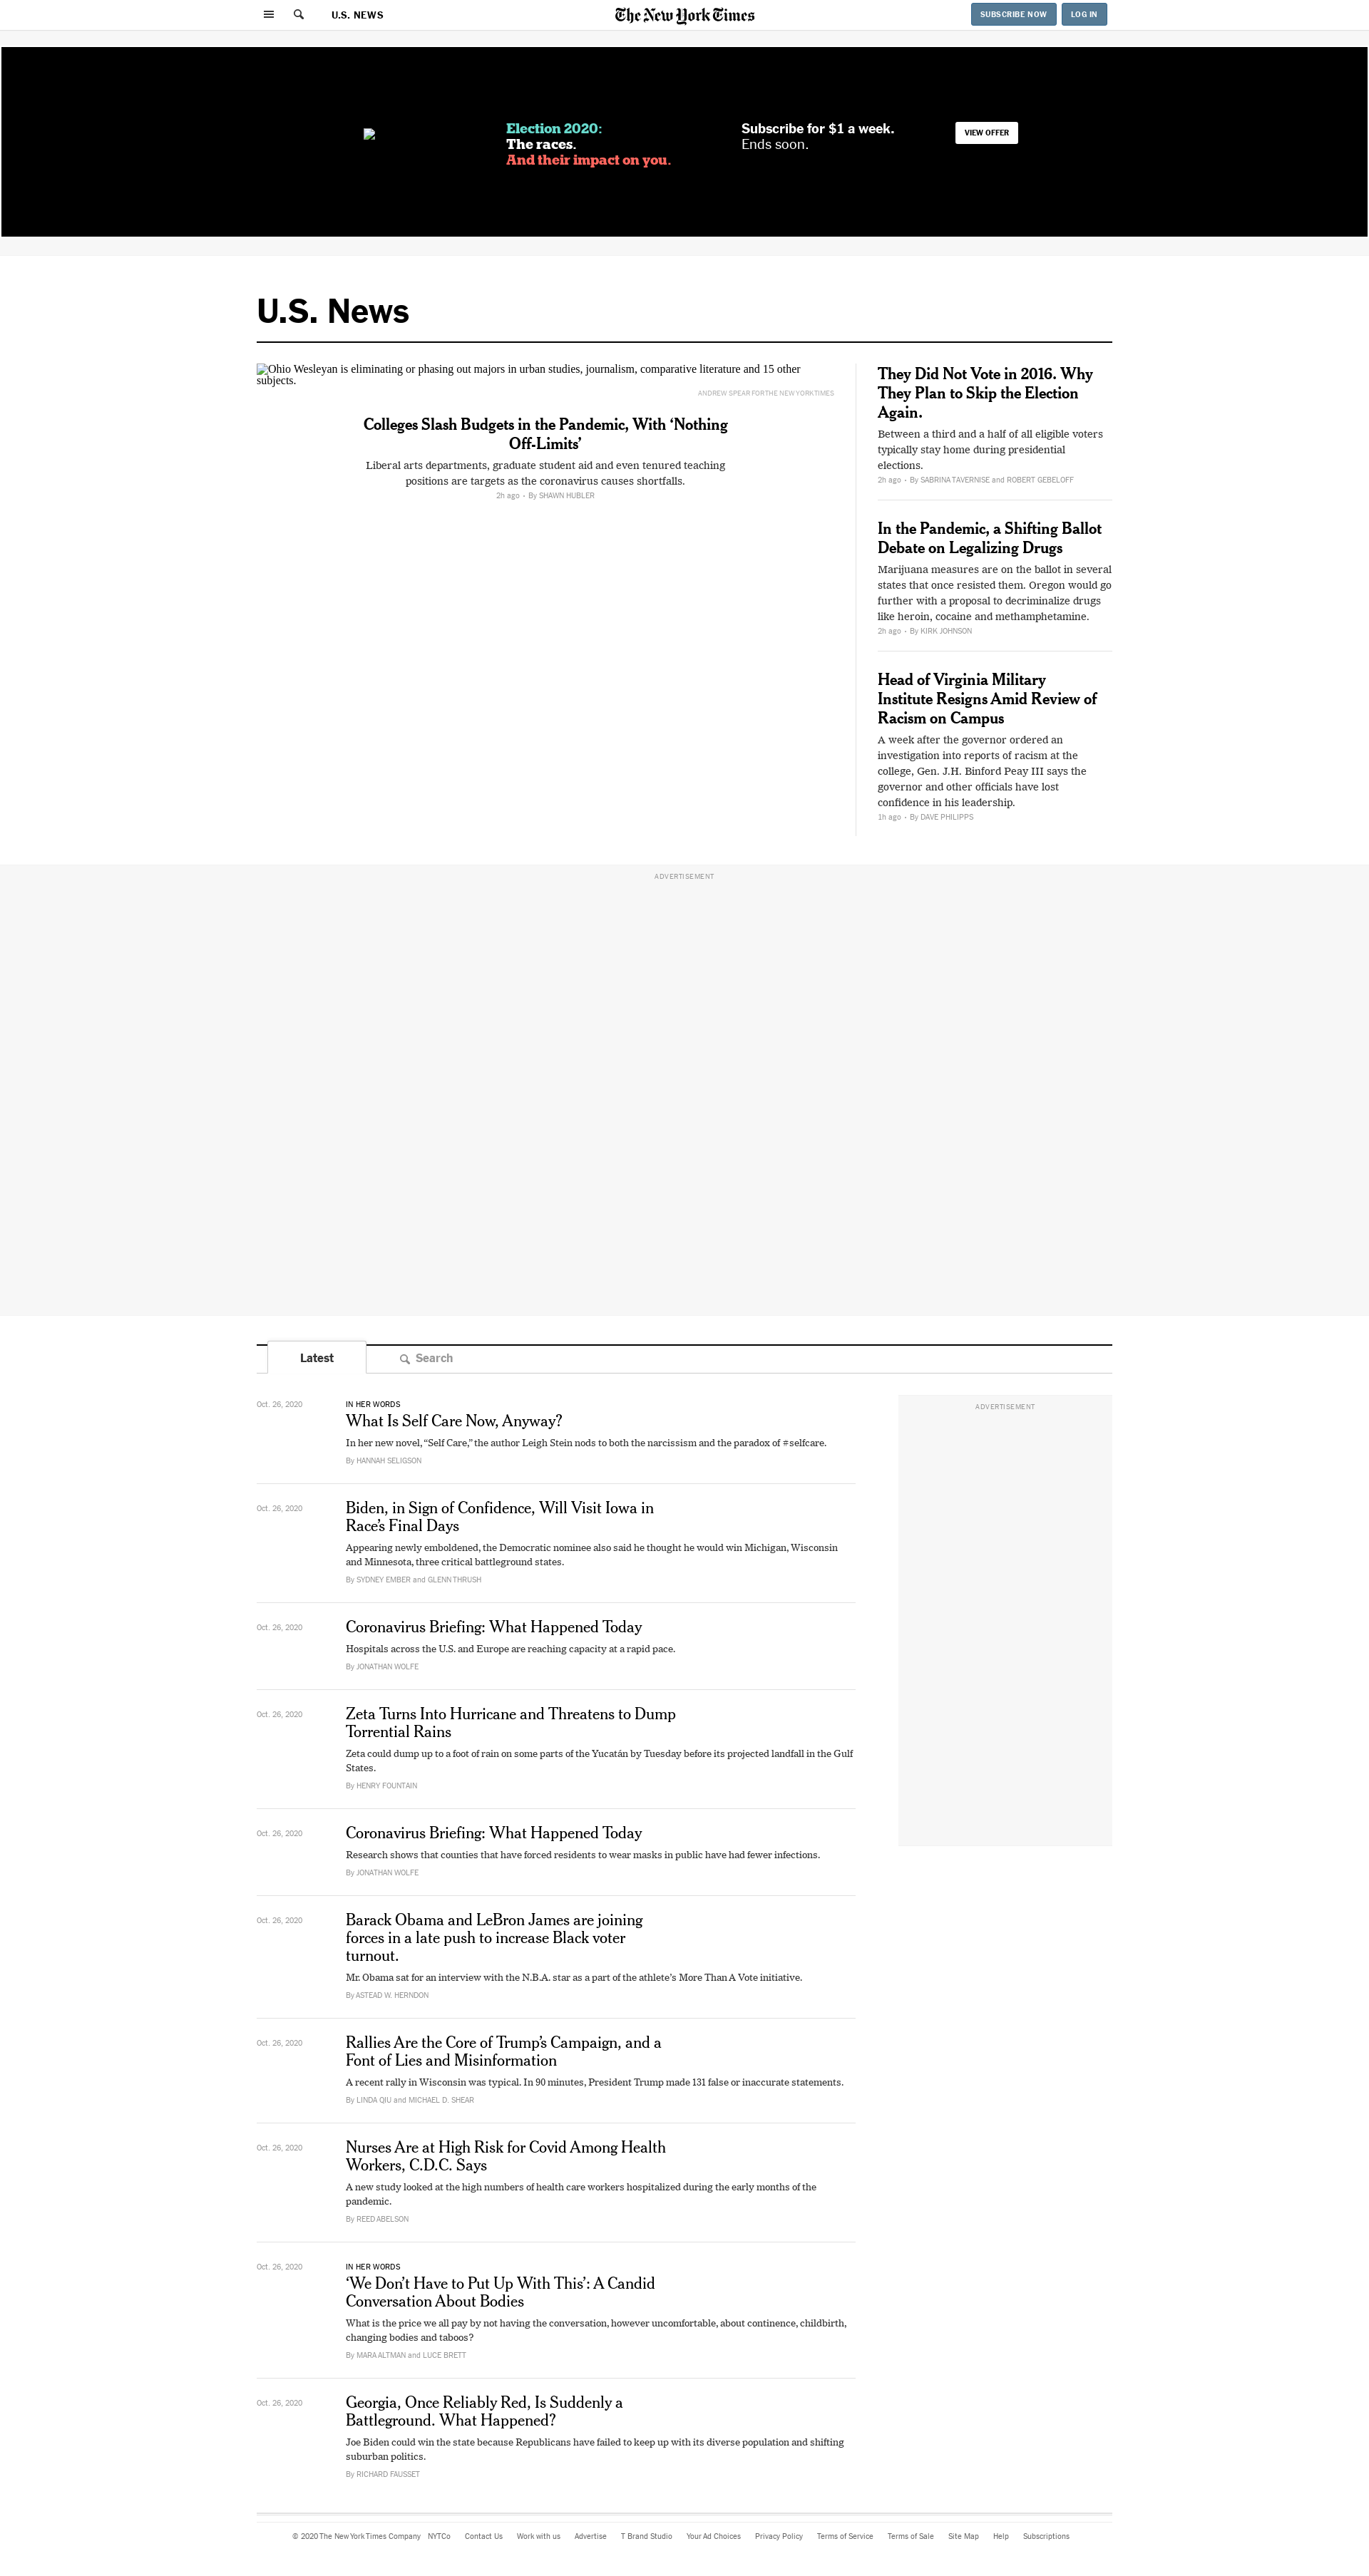 U.S. NEWS
The New York Times
SUBSCRIBE NOW
LOG IN
Election 2020:
The races.
And their impact on you.
Subscribe for $1 a week.
Ends soon.
VIEW OFFER
U.S. News
Ohio Wesleyan is eliminating or phasing out majors in urban studies, journalism, comparative literature and 15 other
subjects.
ANDREW SPEAR FOR THE NEW YORK TIMES
Colleges Slash Budgets in the Pandemic, With ‘Nothing
Off-Limits’
Liberal arts departments, graduate student aid and even tenured teaching
positions are targets as the coronavirus causes shortfalls.
2h ago • By SHAWN HUBLER
They Did Not Vote in 2016. Why
They Plan to Skip the Election
Again.
Between a third and a half of all eligible voters
typically stay home during presidential
elections.
2h ago • By SABRINA TAVERNISE and ROBERT GEBELOFF
In the Pandemic, a Shifting Ballot
Debate on Legalizing Drugs
Marijuana measures are on the ballot in several
states that once resisted them. Oregon would go
further with a proposal to decriminalize drugs
like heroin, cocaine and methamphetamine.
2h ago • By KIRK JOHNSON
Head of Virginia Military
Institute Resigns Amid Review of
Racism on Campus
A week after the governor ordered an
investigation into reports of racism at the
college, Gen. J.H. Binford Peay III says the
governor and other officials have lost
confidence in his leadership.
1h ago • By DAVE PHILIPPS
ADVERTISEMENT
Latest
Search
ADVERTISEMENT
Oct. 26, 2020
IN HER WORDS
What Is Self Care Now, Anyway?
In her new novel, “Self Care,” the author Leigh Stein nods to both the narcissism and the paradox of #selfcare.
By HANNAH SELIGSON
Oct. 26, 2020
Biden, in Sign of Confidence, Will Visit Iowa in
Race’s Final Days
Appearing newly emboldened, the Democratic nominee also said he thought he would win Michigan, Wisconsin
and Minnesota, three critical battleground states.
By SYDNEY EMBER and GLENN THRUSH
Oct. 26, 2020
Coronavirus Briefing: What Happened Today
Hospitals across the U.S. and Europe are reaching capacity at a rapid pace.
By JONATHAN WOLFE
Oct. 26, 2020
Zeta Turns Into Hurricane and Threatens to Dump
Torrential Rains
Zeta could dump up to a foot of rain on some parts of the Yucatán by Tuesday before its projected landfall in the Gulf
States.
By HENRY FOUNTAIN
Oct. 26, 2020
Coronavirus Briefing: What Happened Today
Research shows that counties that have forced residents to wear masks in public have had fewer infections.
By JONATHAN WOLFE
Oct. 26, 2020
Barack Obama and LeBron James are joining
forces in a late push to increase Black voter
turnout.
Mr. Obama sat for an interview with the N.B.A. star as a part of the athlete’s More Than A Vote initiative.
By ASTEAD W. HERNDON
Oct. 26, 2020
Rallies Are the Core of Trump’s Campaign, and a
Font of Lies and Misinformation
A recent rally in Wisconsin was typical. In 90 minutes, President Trump made 131 false or inaccurate statements.
By LINDA QIU and MICHAEL D. SHEAR
Oct. 26, 2020
Nurses Are at High Risk for Covid Among Health
Workers, C.D.C. Says
A new study looked at the high numbers of health care workers hospitalized during the early months of the
pandemic.
By REED ABELSON
Oct. 26, 2020
IN HER WORDS
‘We Don’t Have to Put Up With This’: A Candid
Conversation About Bodies
What is the price we all pay by not having the conversation, however uncomfortable, about continence, childbirth,
changing bodies and taboos?
By MARA ALTMAN and LUCE BRETT
Oct. 26, 2020
Georgia, Once Reliably Red, Is Suddenly a
Battleground. What Happened?
Joe Biden could win the state because Republicans have failed to keep up with its diverse population and shifting
suburban politics.
By RICHARD FAUSSET
© 2020 The New York Times Company NYTCo Contact Us Work with us Advertise T Brand Studio Your Ad Choices Privacy Policy Terms of Service Terms of Sale Site Map Help Subscriptions